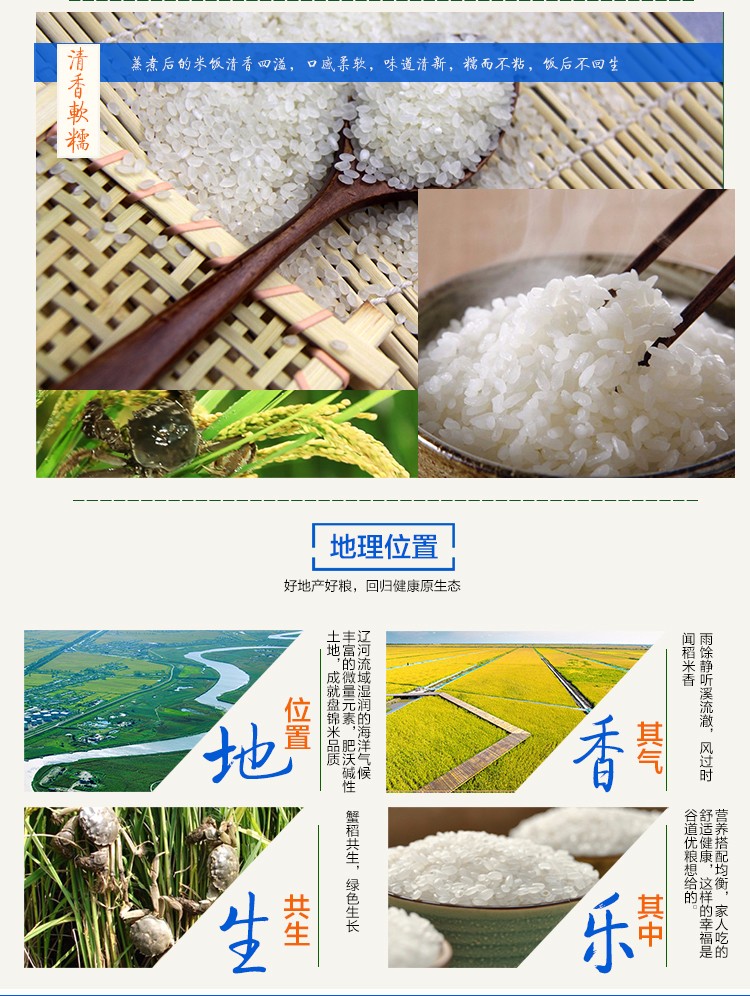 清香軟糯
蒸煮后的米饭清香四溢，口感柔软，味道清新，糯而不粘，饭后不回生
地理位置
好地产好粮，回归健康原生态
位置
地
辽河流域湿润的海洋气候
丰富的微量元素，肥沃碱性
土地，成就盘锦米品质
其气
香
雨馀静听溪流澈，风过时
闻稻米香
共生
生
蟹稻共生，绿色生长
其中
乐
营养搭配均衡，家人吃的
舒适健康，这样的幸福是
谷道优粮想给的。